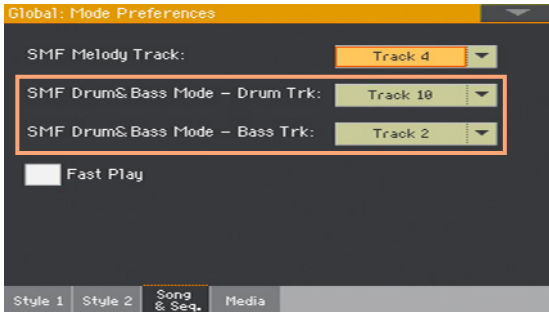 Global: Mode Preferences
SMF Melody Track: Track 4
SMF Drum&Bass Mode - Drum Trk: Track 10
SMF Drum&Bass Mode - Bass Trk: Track 2
Fast Play
Style 1 Style 2 Song & Seq. Media